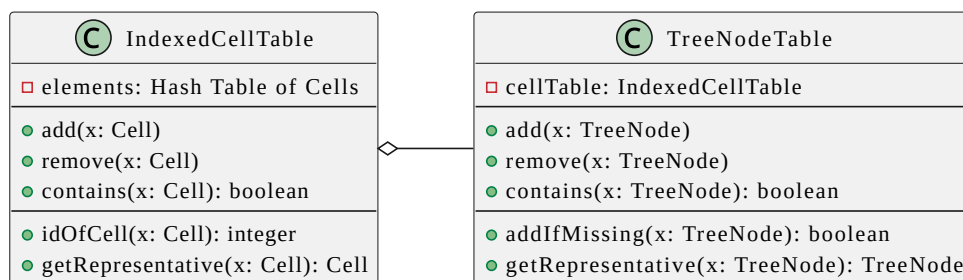 C IndexedCellTable
elements: Hash Table of Cells
add(x: Cell)
remove(x: Cell)
contains(x: Cell): boolean
idOfCell(x: Cell): integer
getRepresentative(x: Cell): Cell
C TreeNodeTable
cellTable: IndexedCellTable
add(x: TreeNode)
remove(x: TreeNode)
contains(x: TreeNode): boolean
addIfMissing(x: TreeNode): boolean
getRepresentative(x: TreeNode): TreeNode